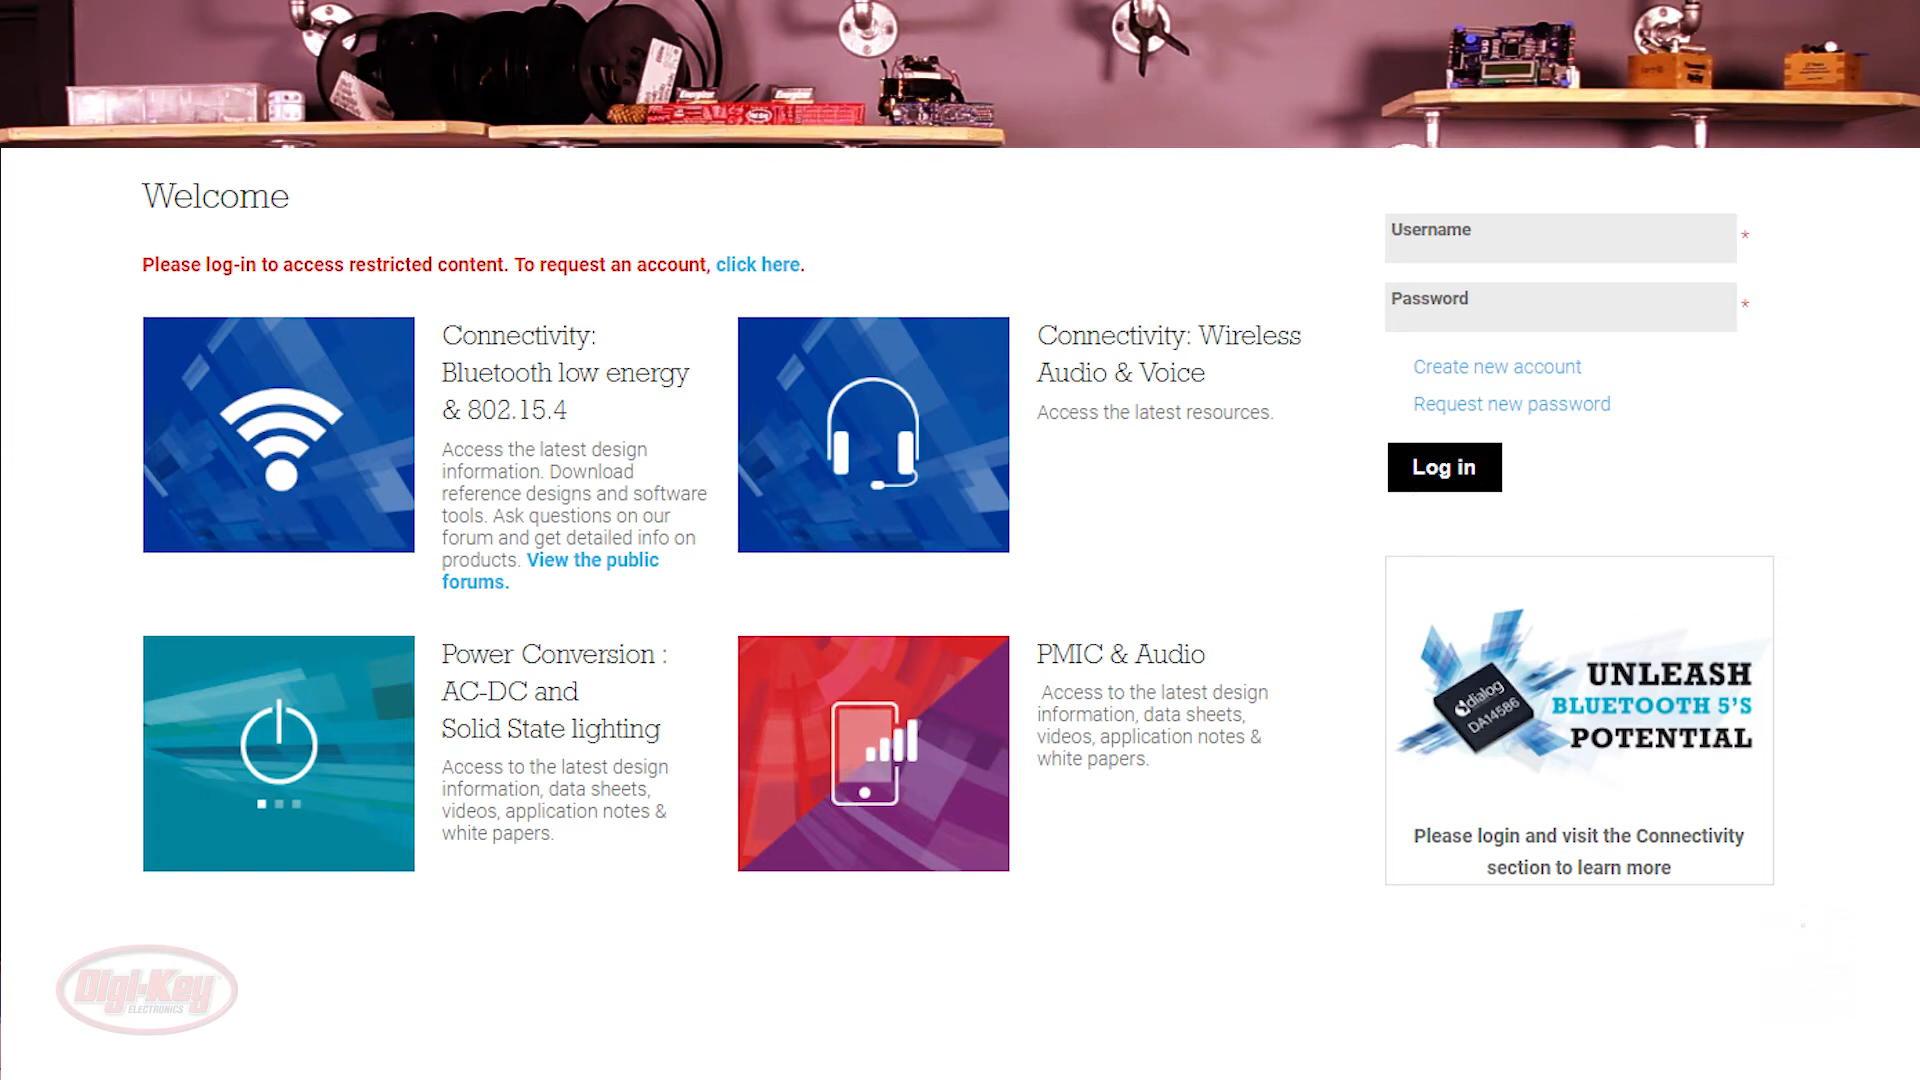 Welcome
Please log-in to access restricted content. To request an account, click here.
Connectivity:
Bluetooth low energy
& 802.15.4
Access the latest design
information. Download
reference designs and software
tools. Ask questions on our
forum and get detailed info on
products. View the public
forums.
Connectivity: Wireless
Audio & Voice
Access the latest resources.
Power Conversion :
AC-DC and
Solid State lighting
Access to the latest design
information, data sheets,
videos, application notes &
white papers.
PMIC & Audio
Access to the latest design
information, data sheets,
videos, application notes &
white papers.
Username *
Password *
Create new account
Request new password
Log in
dialog
DA14586
UNLEASH
BLUETOOTH 5'S
POTENTIAL
Please login and visit the Connectivity
section to learn more
Digi-Key
ELECTRONICS